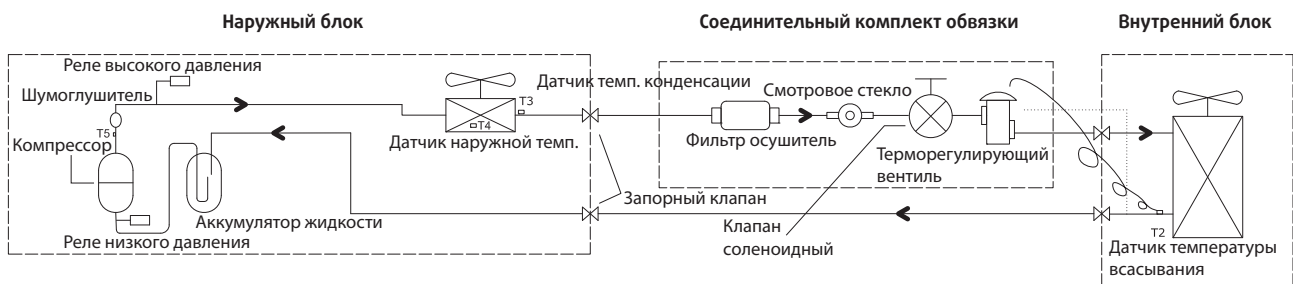 Наружный блок
Соединительный комплект обвязки
Внутренний блок
Реле высокого давления
Шумоглушитель
T5
Компрессор
Реле низкого давления
Аккумулятор жидкости
Датчик темп. конденсации
T3
T4
Датчик наружной темп.
Запорный клапан
Фильтр осушитель
Смотровое стекло
Терморегулирующий
вентиль
Клапан
соленоидный
T2
Датчик температуры
всасывания